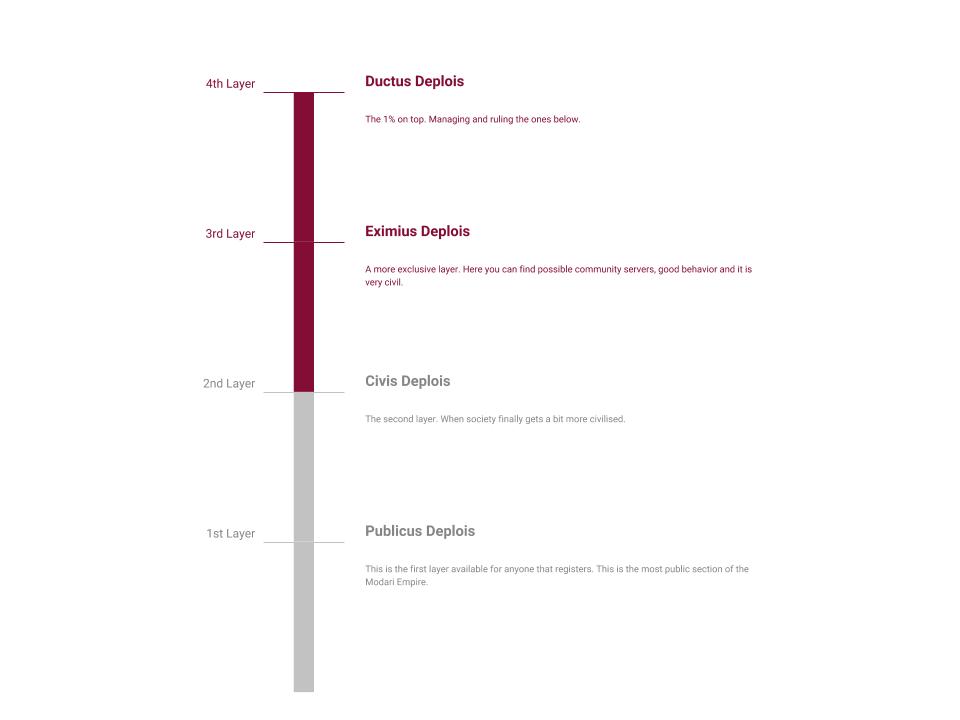 4th Layer
Ductus Deplois
The 1% on top. Managing and ruling the ones below.
3rd Layer
Eximius Deplois
A more exclusive layer. Here you can find possible community servers, good behavior and it is
very civil.
2nd Layer
Civis Deplois
The second layer. When society finally gets a bit more civilised.
1st Layer
Publicus Deplois
This is the first layer available for anyone that registers. This is the most public section of the
Modari Empire.